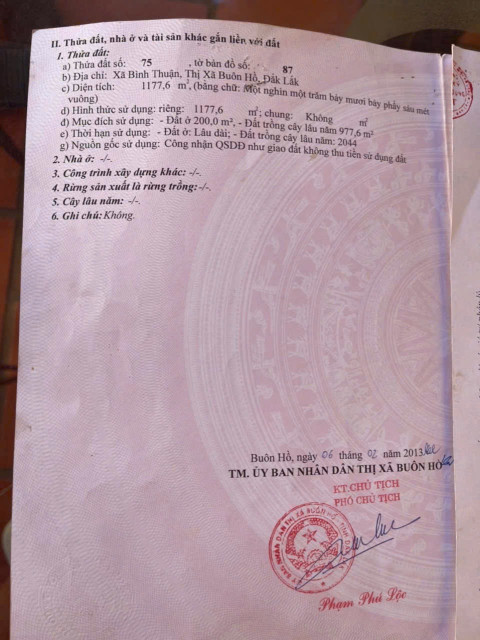 II. Thửa đất, nhà ở và tài sản khác gắn liền với đất
1. Thửa đất:
a) Thửa đất số: 75 , tờ bản đồ số: 87
b) Địa chỉ: Xã Bình Thuận, Thị Xã Buôn Hồ, Đắk Lắk
c) Diện tích: 1177,6 m², (bằng chữ: Một nghìn một trăm bảy mươi bảy phẩy sáu mét
vuông)
d) Hình thức sử dụng: riêng: 1177,6 m²; chung: Không m²
đ) Mục đích sử dụng: - Đất ở 200,0 m², - Đất trồng cây lâu năm 977,6 m²
e) Thời hạn sử dụng: - Đất ở: Lâu dài; - Đất trồng cây lâu năm: 2044
g) Nguồn gốc sử dụng: Công nhận QSDĐ như giao đất không thu tiền sử dụng đất
2. Nhà ở: -/-.
3. Công trình xây dựng khác: -/-.
4. Rừng sản xuất là rừng trồng:-/-.
5. Cây lâu năm: -/-.
6. Ghi chú:Không.
Buôn Hồ, ngày 06 tháng 02 năm 2013
TM. ỦY BAN NHÂN DÂN THỊ XÃ BUÔN HỒ
KT.CHỦ TỊCH
PHÓ CHỦ TỊCH
Phạm Phú Lộc